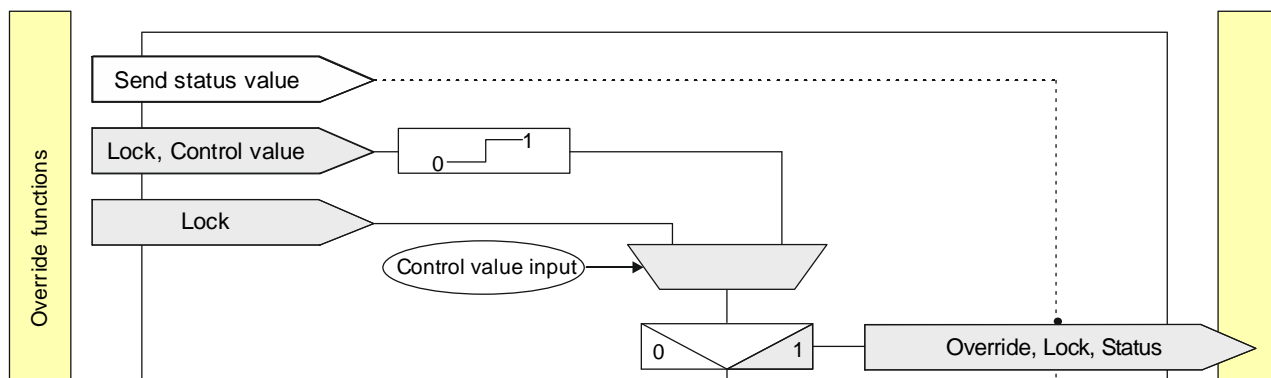 Override functions
Send status value
Lock, Control value
0
1
Lock
Control value input
0
1
Override, Lock, Status